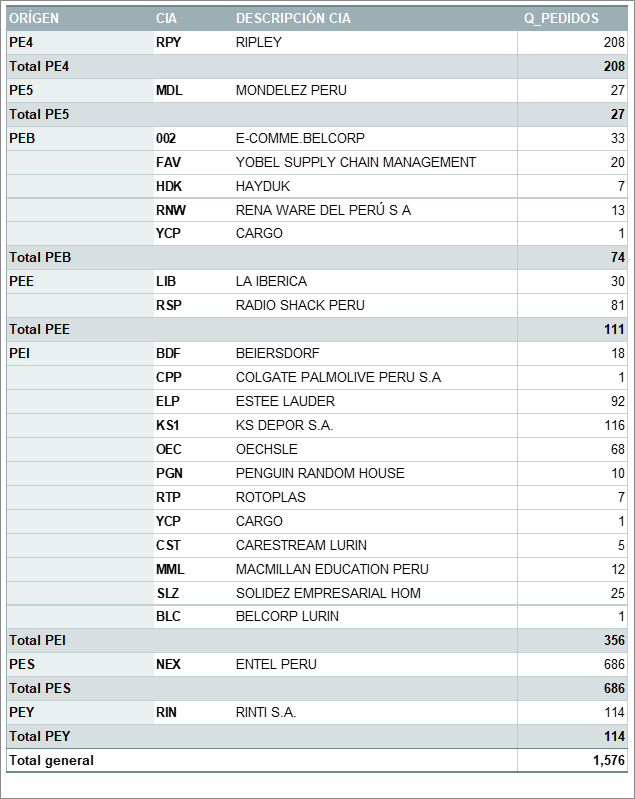 ORÍGEN CIA DESCRIPCIÓN CIA Q_PEDIDOS
PE4 RPY RIPLEY 208
Total PE4 208
PE5 MDL MONDELEZ PERU 27
Total PE5 27
PEB 002 E-COMME.BELCORP 33
FAV YOBEL SUPPLY CHAIN MANAGEMENT 20
HDK HAYDUK 7
RNW RENA WARE DEL PERÚ S A 13
YCP CARGO 1
Total PEB 74
PEE LIB LA IBERICA 30
RSP RADIO SHACK PERU 81
Total PEE 111
PEI BDF BEIERSDORF 18
CPP COLGATE PALMOLIVE PERU S.A 1
ELP ESTEE LAUDER 92
KS1 KS DEPOR S.A. 116
OEC OECHSLE 68
PGN PENGUIN RANDOM HOUSE 10
RTP ROTOPLAS 7
YCP CARGO 1
CST CARESTREAM LURIN 5
MML MACMILLAN EDUCATION PERU 12
SLZ SOLIDEZ EMPRESARIAL HOM 25
BLC BELCORP LURIN 1
Total PEI 356
PES NEX ENTEL PERU 686
Total PES 686
PEY RIN RINTI S.A. 114
Total PEY 114
Total general 1,576